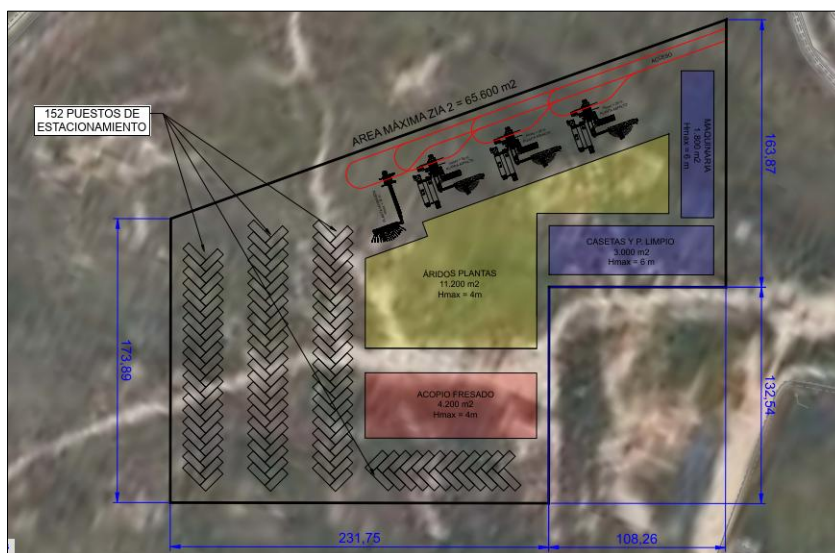 152 PUESTOS DE
ESTACIONAMIENTO
AREA MÁXIMA ZIA 2 = 65.600 m2
ACCESO
MAQUINARIA
1.800 m2
Hmax = 6 m
163,87
CASETAS Y P. LIMPIO
3.000 m2
Hmax = 6 m
ÁRIDOS PLANTAS
11.200 m2
Hmax = 4m
173,89
132,54
ACOPIO FRESADO
4.200 m2
Hmax = 4m
231,75
108,26